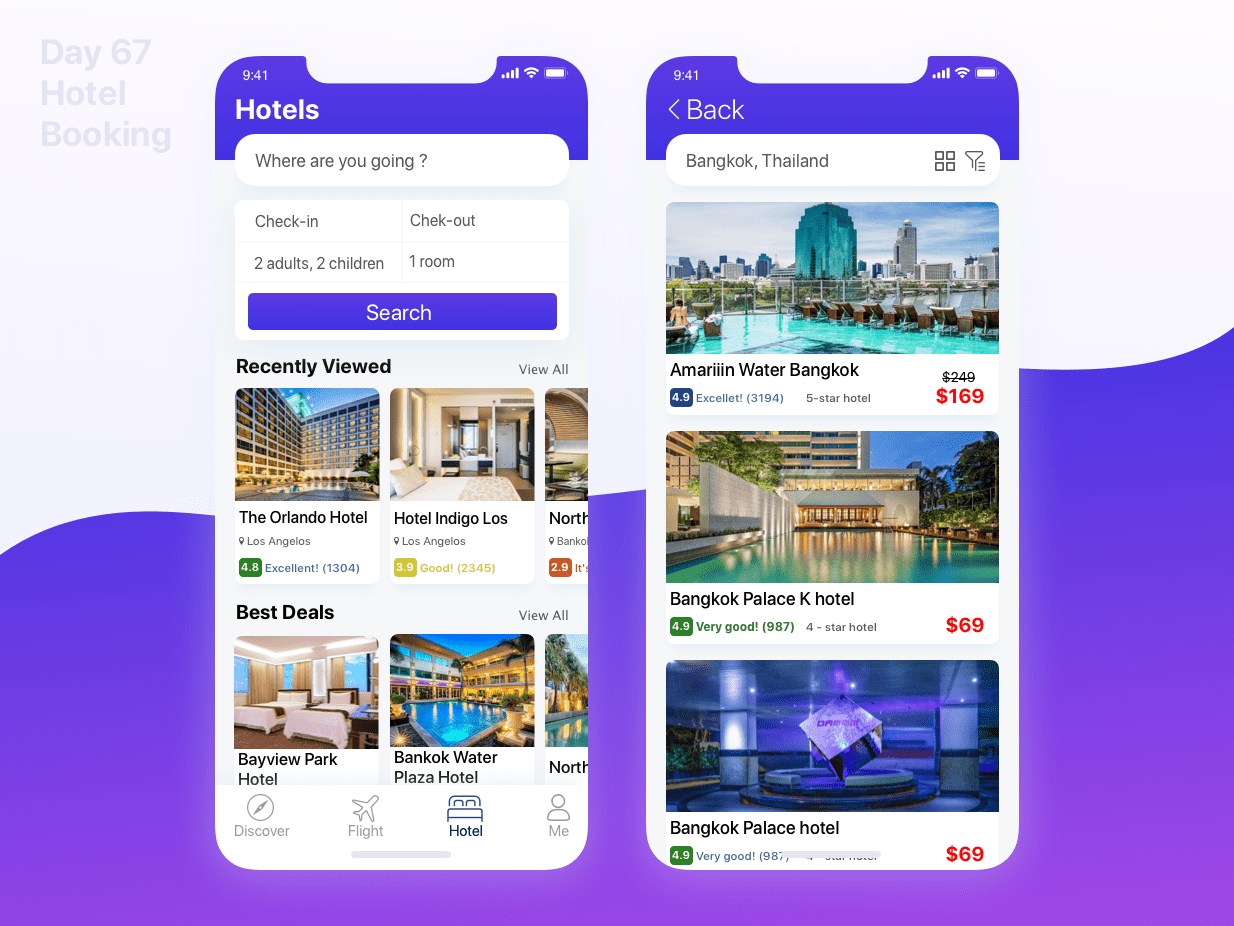 Day 67
Hotel
Booking
9:41
Hotels
Where are you going ?
Check-in
Chek-out
2 adults, 2 children
1 room
Search
Recently Viewed
View All
The Orlando Hotel
Los Angelos
4.8 Excellent! (1304)
Hotel Indigo Los
Los Angelos
3.9 Good! (2345)
North
Banko
2.9 It's
Best Deals
View All
Bayview Park
Hotel
Bankok Water
Plaza Hotel
North
Discover
Flight
Hotel
Me
9:41
Back
Bangkok, Thailand
Amariiin Water Bangkok
$249
4.9 Excellet! (3194) 5-star hotel
$169
Bangkok Palace K hotel
4.9 Very good! (987) 4 - star hotel
$69
Bangkok Palace hotel
4.9 Very good! (987) 4 - star hotel
$69